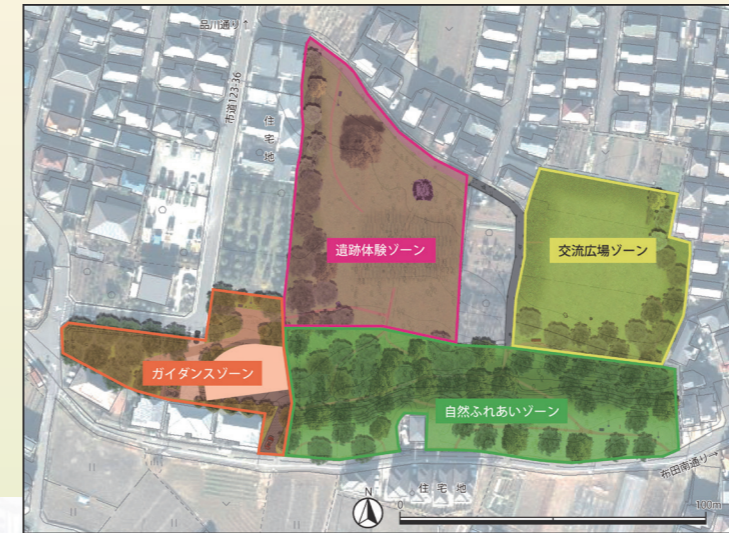 品川通り↑
市道123・36
住宅地
遺跡体験ゾーン
交流広場ゾーン
ガイダンスゾーン
自然ふれあいゾーン
布田南通り→
住宅地
N
0
100m